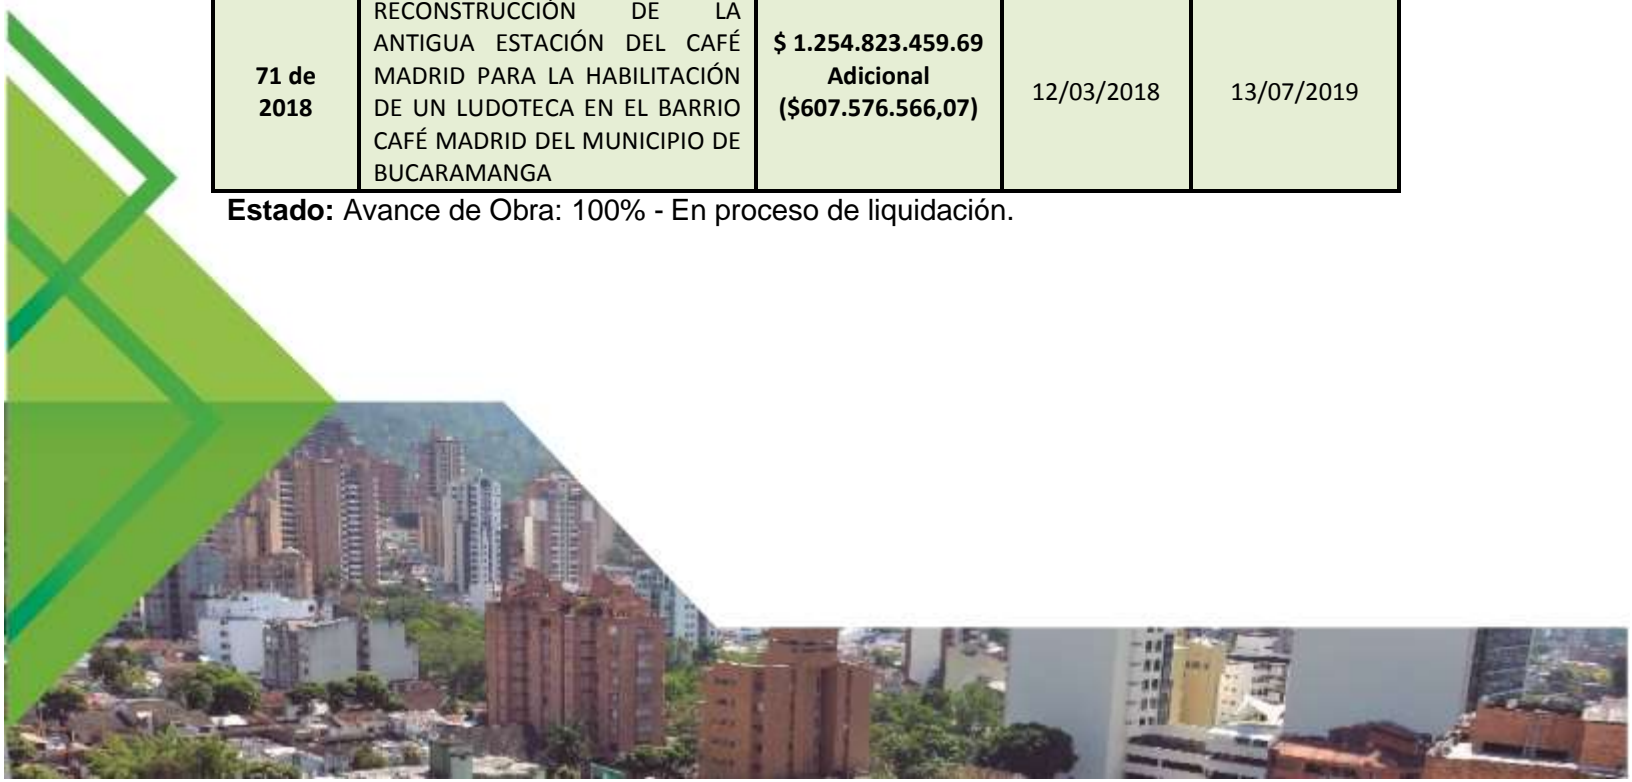 RECONSTRUCCIÓN DE LA
ANTIGUA ESTACIÓN DEL CAFÉ
MADRID PARA LA HABILITACIÓN
DE UN LUDOTECA EN EL BARRIO
CAFÉ MADRID DEL MUNICIPIO DE
BUCARAMANGA
71 de
2018
$ 1.254.823.459.69
Adicional
($607.576.566,07)
12/03/2018
13/07/2019
Estado: Avance de Obra: 100% - En proceso de liquidación.